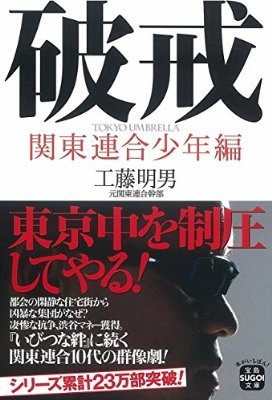 破戒
TOKYO UMBRELLA
関東連合少年編
工藤明男
元関東連合幹部
東京中を制圧
してやる!
都会の閑静な住宅街から
凶暴な集団がなぜ?
凄惨な抗争、渋谷マネー獲得。
『いびつな絆』に続く
関東連合10代の群像劇!
シリーズ累計23万部突破!
宝島
SUGOI
文庫